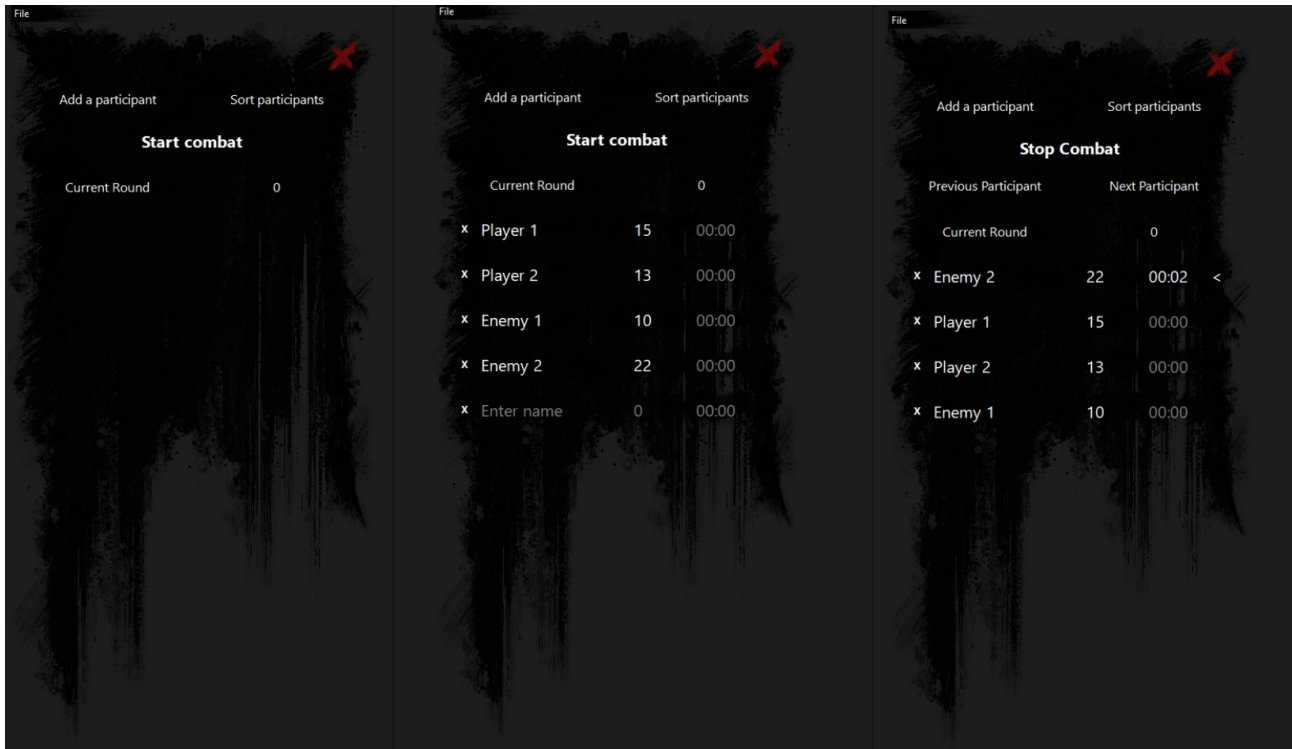 File
Add a participant Sort participants
Start combat
Current Round 0
File
Add a participant Sort participants
Start combat
Current Round 0
x Player 1 15 00:00
x Player 2 13 00:00
x Enemy 1 10 00:00
x Enemy 2 22 00:00
x Enter name 0 00:00
File
Add a participant Sort participants
Stop Combat
Previous Participant Next Participant
Current Round 0
x Enemy 2 22 00:02 <
x Player 1 15 00:00
x Player 2 13 00:00
x Enemy 1 10 00:00